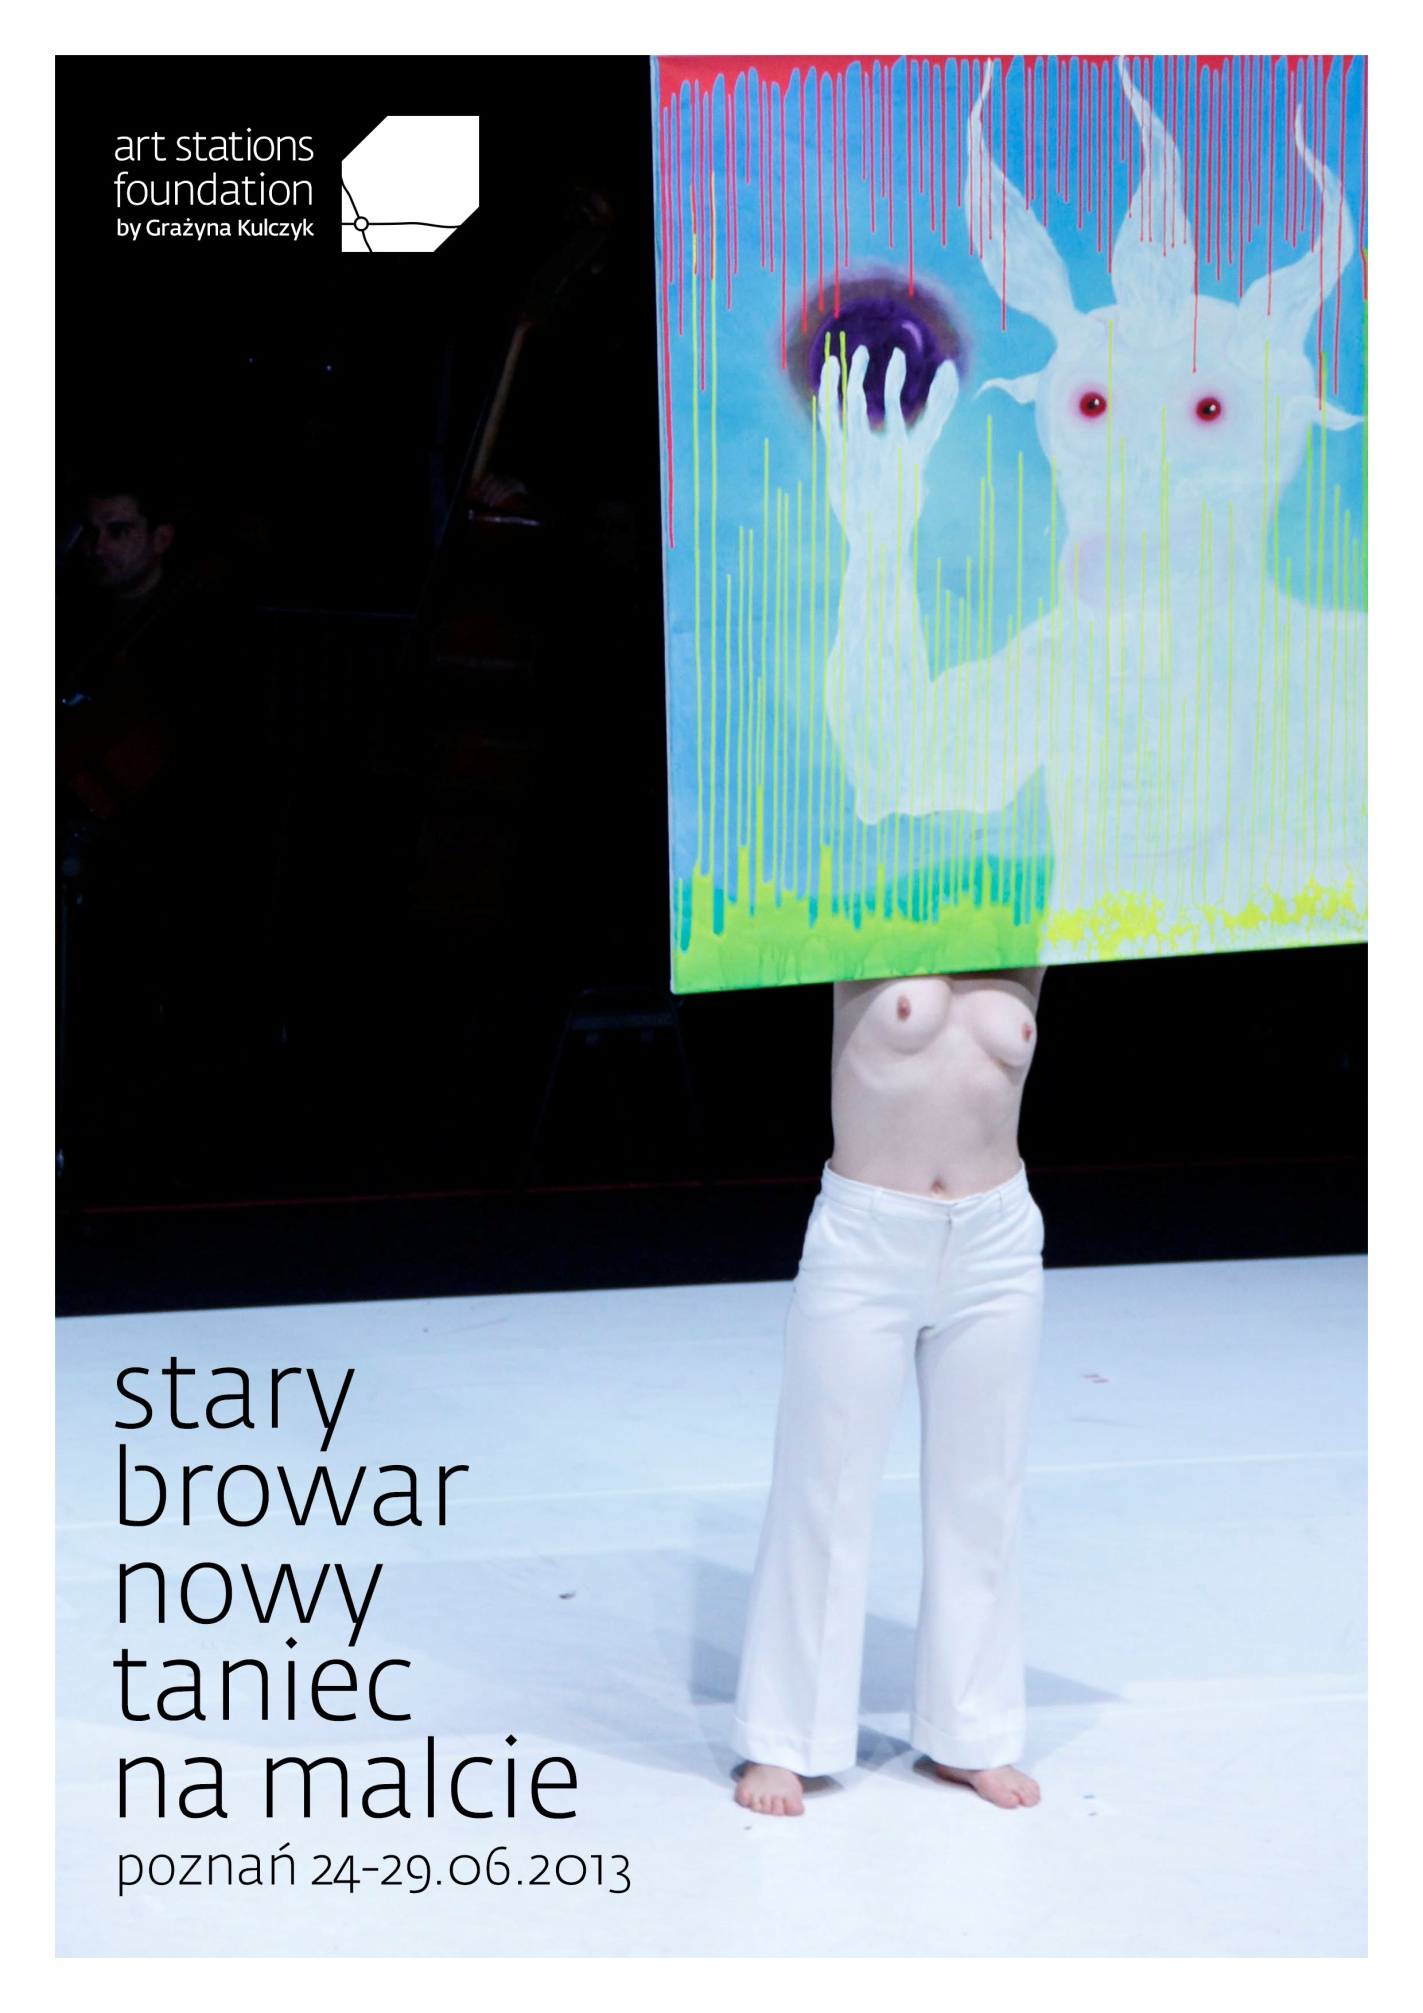 art stations
foundation
by Grażyna Kulczyk
stary
browar
nowy
taniec
na malcie
poznań 24-29.06.2013